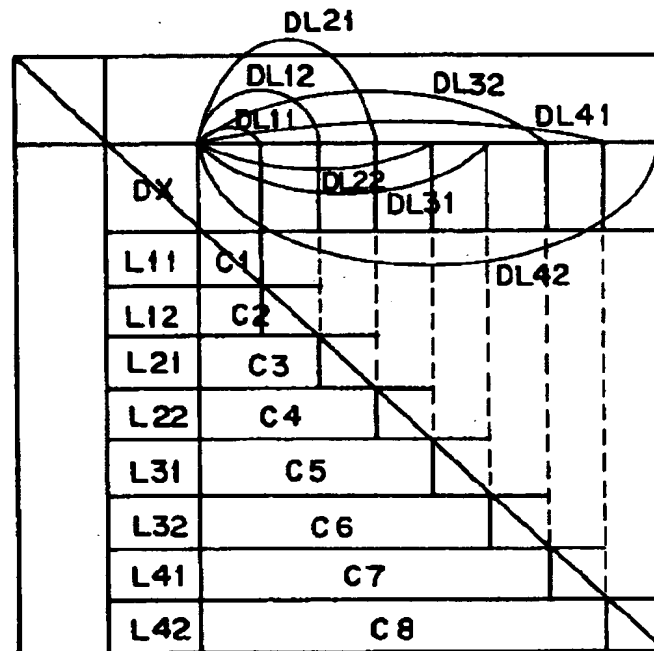 DL21
DL12
DL32
DL11
DL41
DX
DL22
DL31
DL42
L11 C1
L12 C2
L21 C3
L22 C4
L31 C5
L32 C6
L41 C7
L42 C8